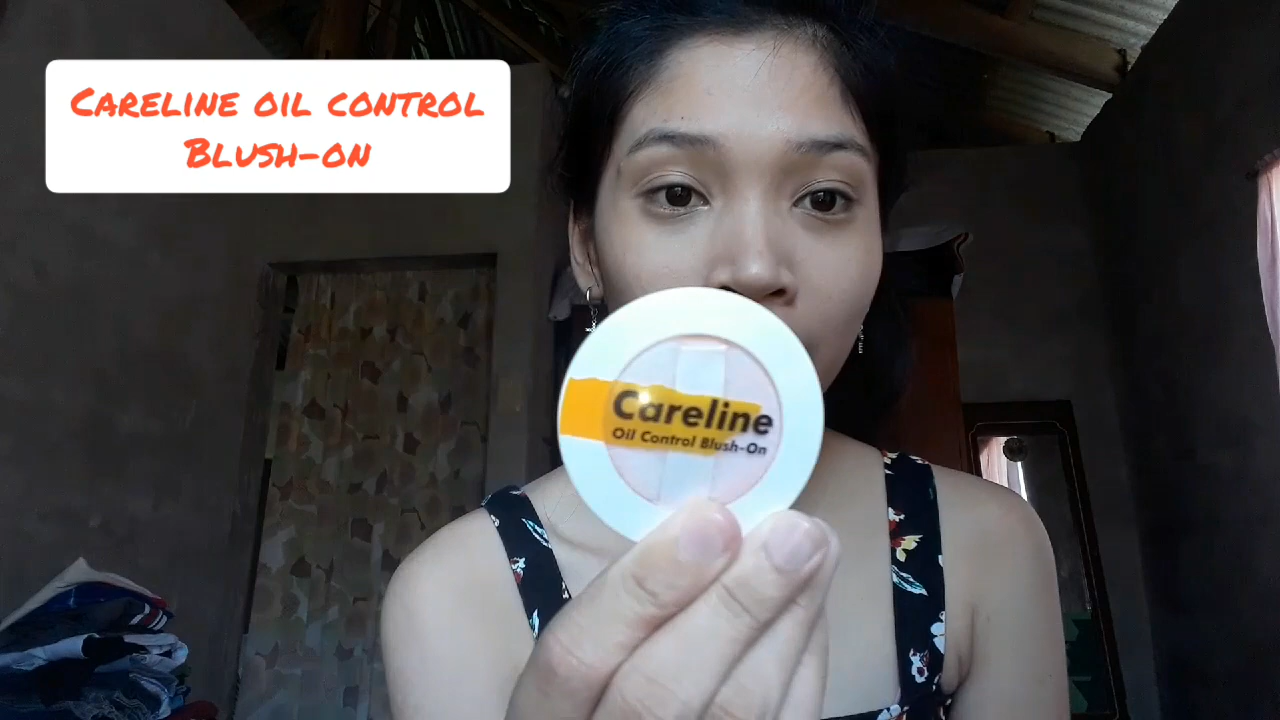 Careline oil control
Blush-on
Careline
Oil Control Blush-On